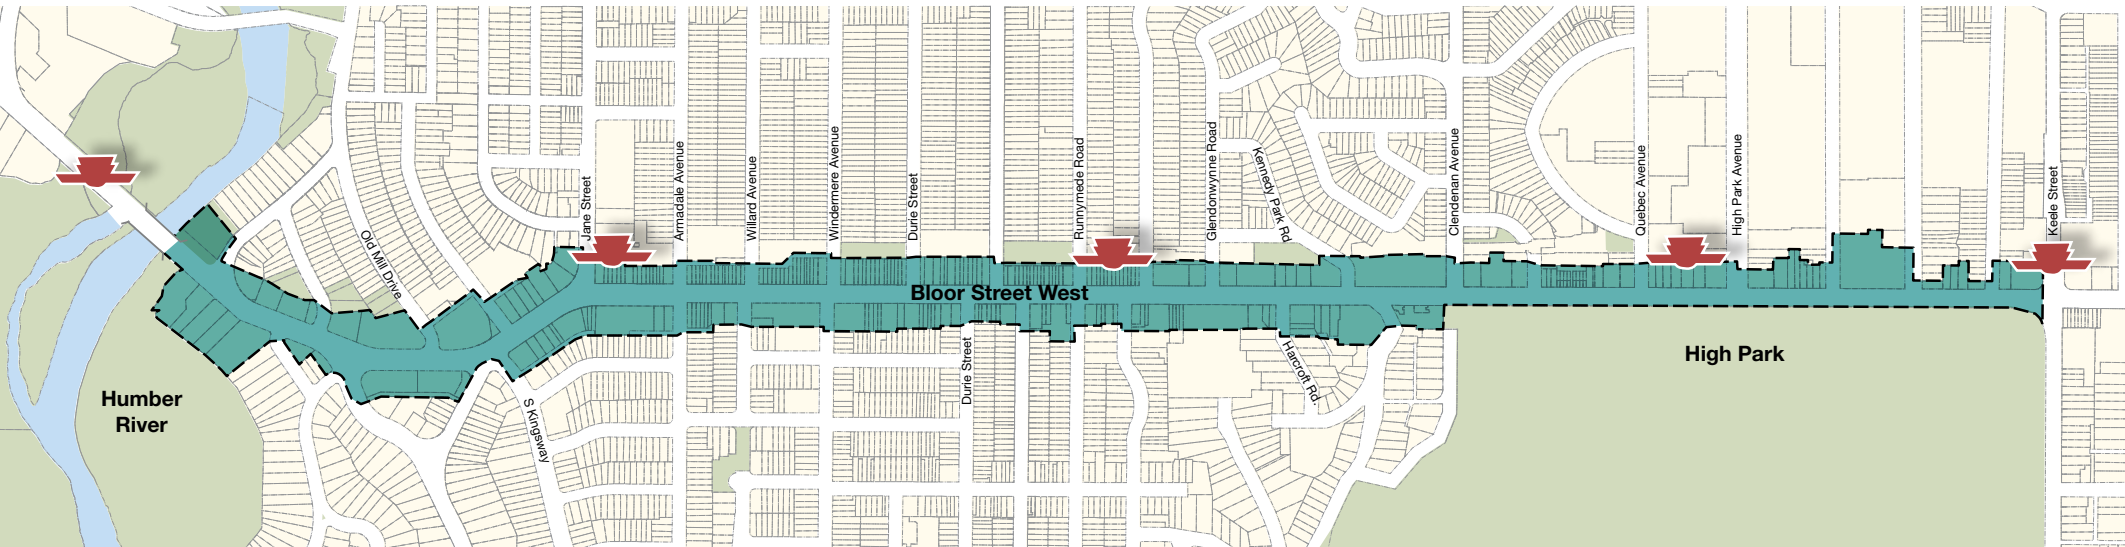 Old Mill Drive
Jane Street
Armadale Avenue
Willard Avenue
Windermere Avenue
Durie Street
Runnymede Road
Glendonwynne Road
Kennedy Park Rd
Clendenan Avenue
Quebec Avenue
High Park Avenue
Keele Street
Bloor Street West
Humber
River
S Kingsway
Durie Street
Harcroft Rd.
High Park